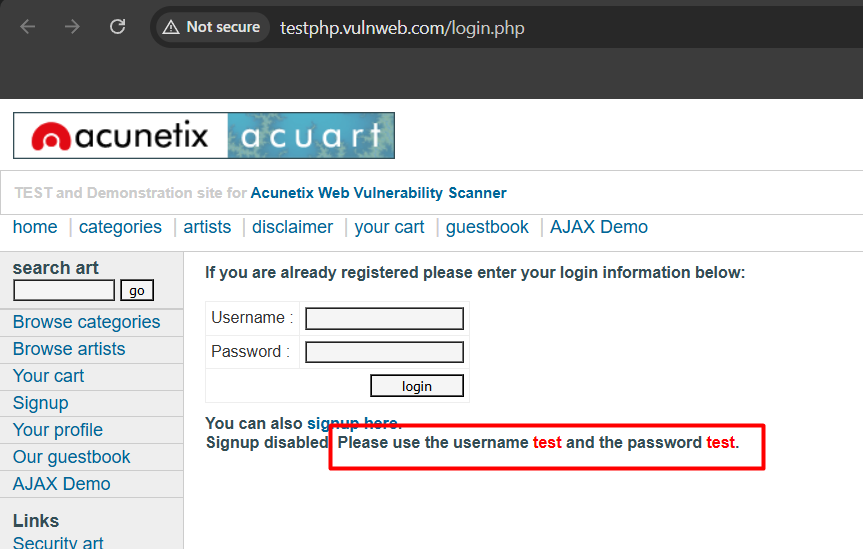 Not secure testphp.vulnweb.com/login.php
acunetix acuart
TEST and Demonstration site for Acunetix Web Vulnerability Scanner
home categories artists disclaimer your cart guestbook AJAX Demo
search art
go
Browse categories
Browse artists
Your cart
Signup
Your profile
Our guestbook
AJAX Demo
Links
Security art
If you are already registered please enter your login information below:
Username :
Password :
login
You can also signup here.
Signup disabled. Please use the username test and the password test.